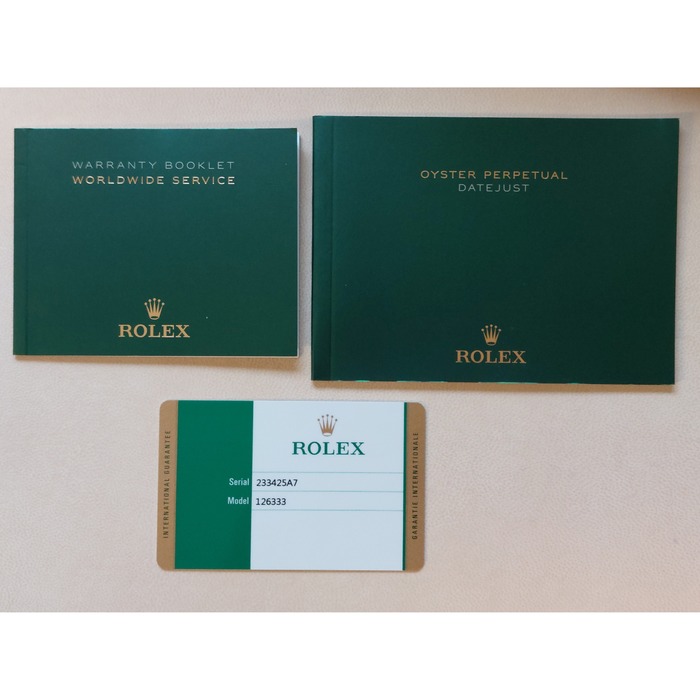 WARRANTY BOOKLET
WORLDWIDE SERVICE
ROLEX
OYSTER PERPETUAL
DATEJUST
ROLEX
INTERNATIONAL GUARANTEE
ROLEX
Serial 233425A7
Model 126333
GARANTIE INTERNATIONALE